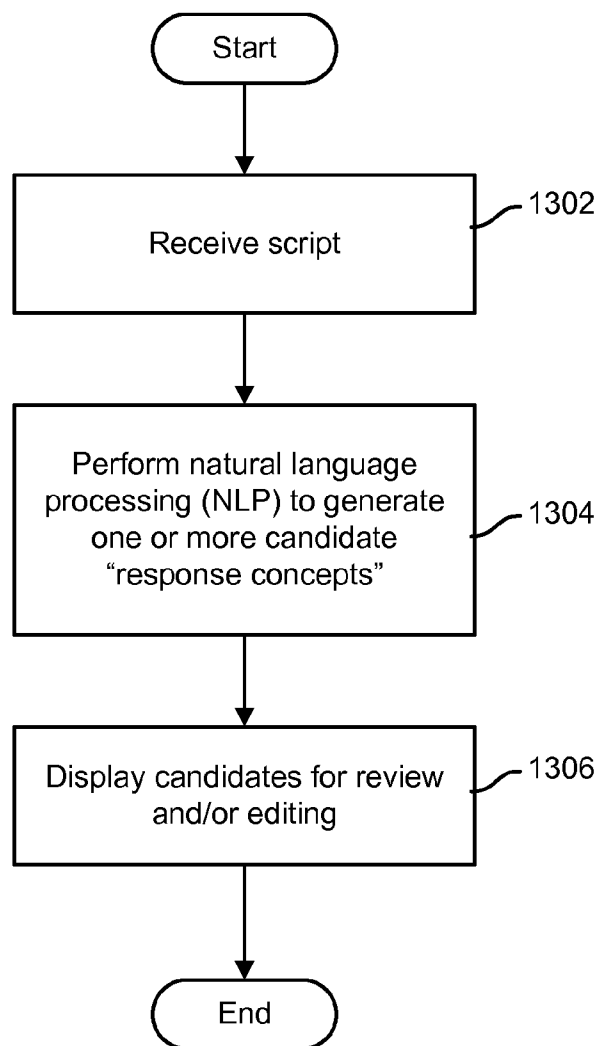 Start
Receive script
1302
Perform natural language
processing (NLP) to generate
one or more candidate
“response concepts”
1304
Display candidates for review
and/or editing
1306
End